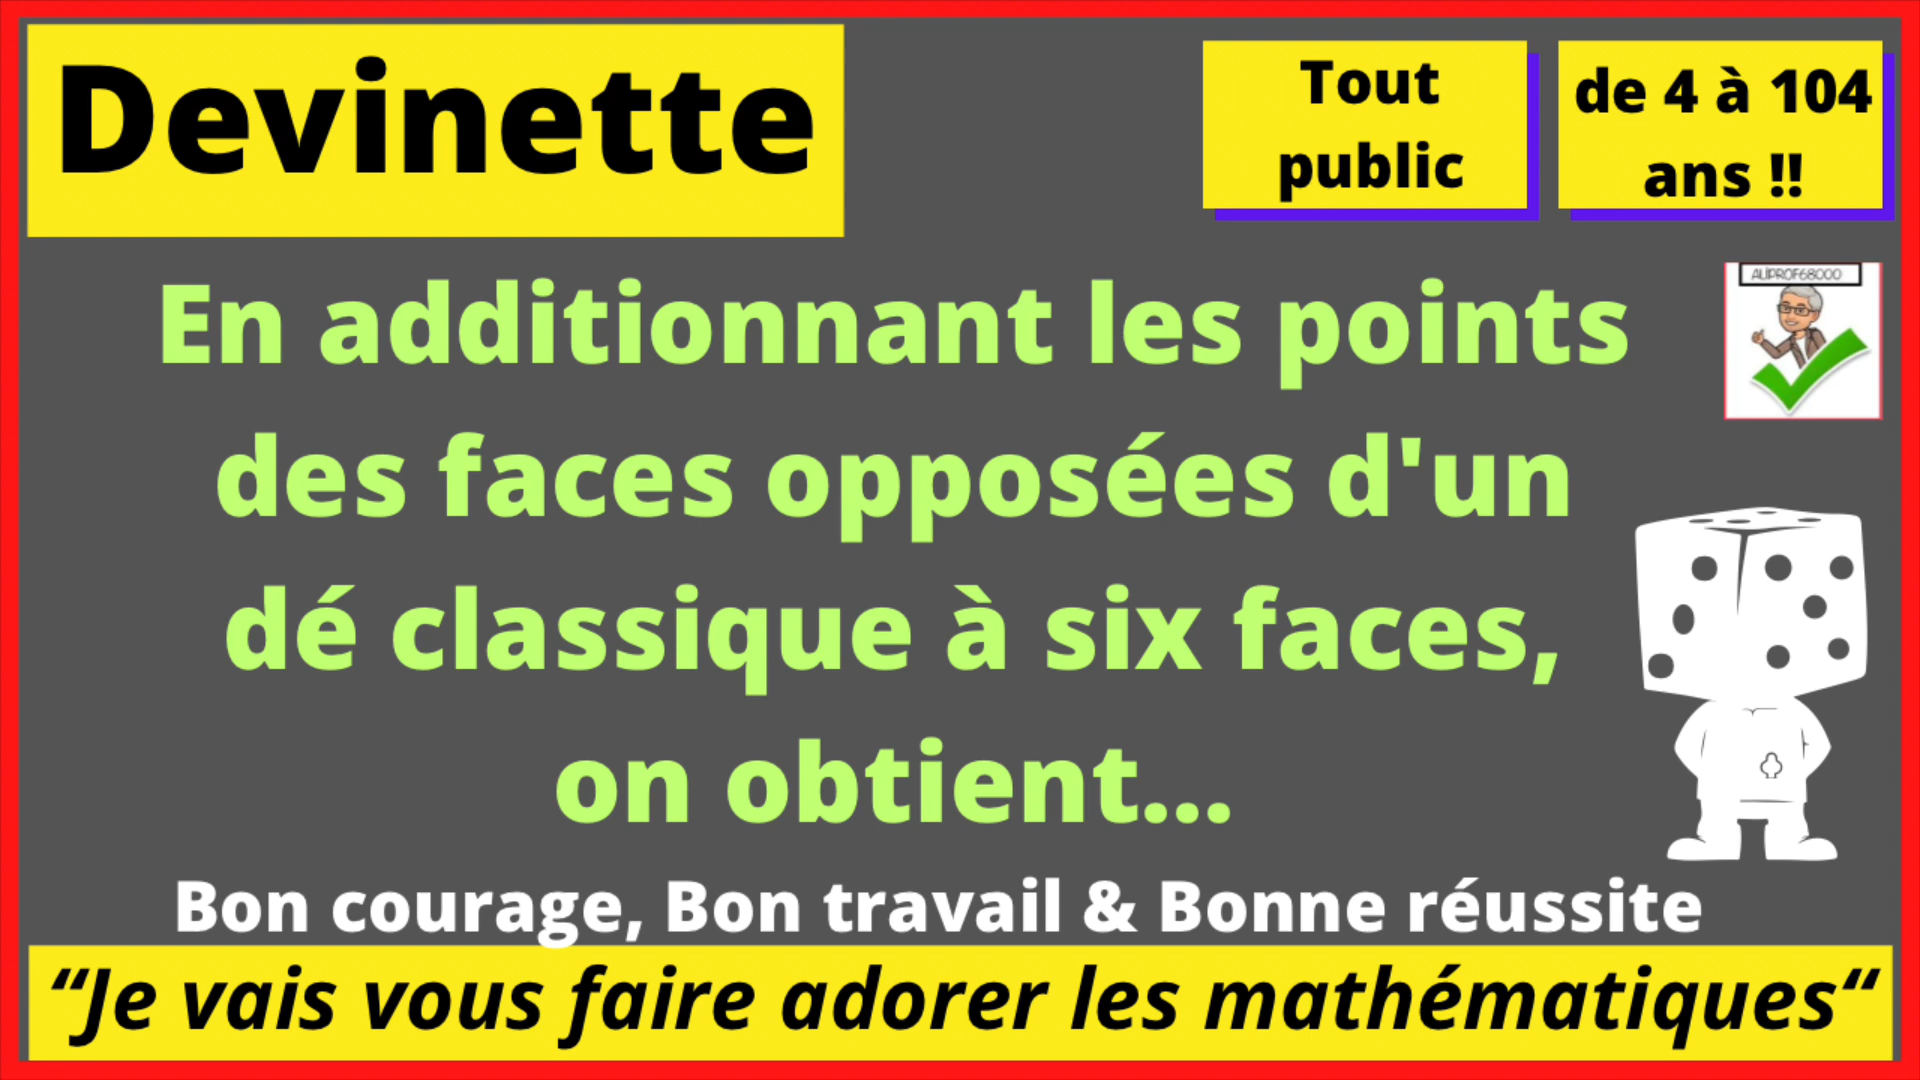 Devinette
Tout
public
de 4 à 104
ans !!
ALIPROF68000
En additionnant les points
des faces opposées d'un
dé classique à six faces,
on obtient...
Bon courage, Bon travail & Bonne réussite
“Je vais vous faire adorer les mathématiques“